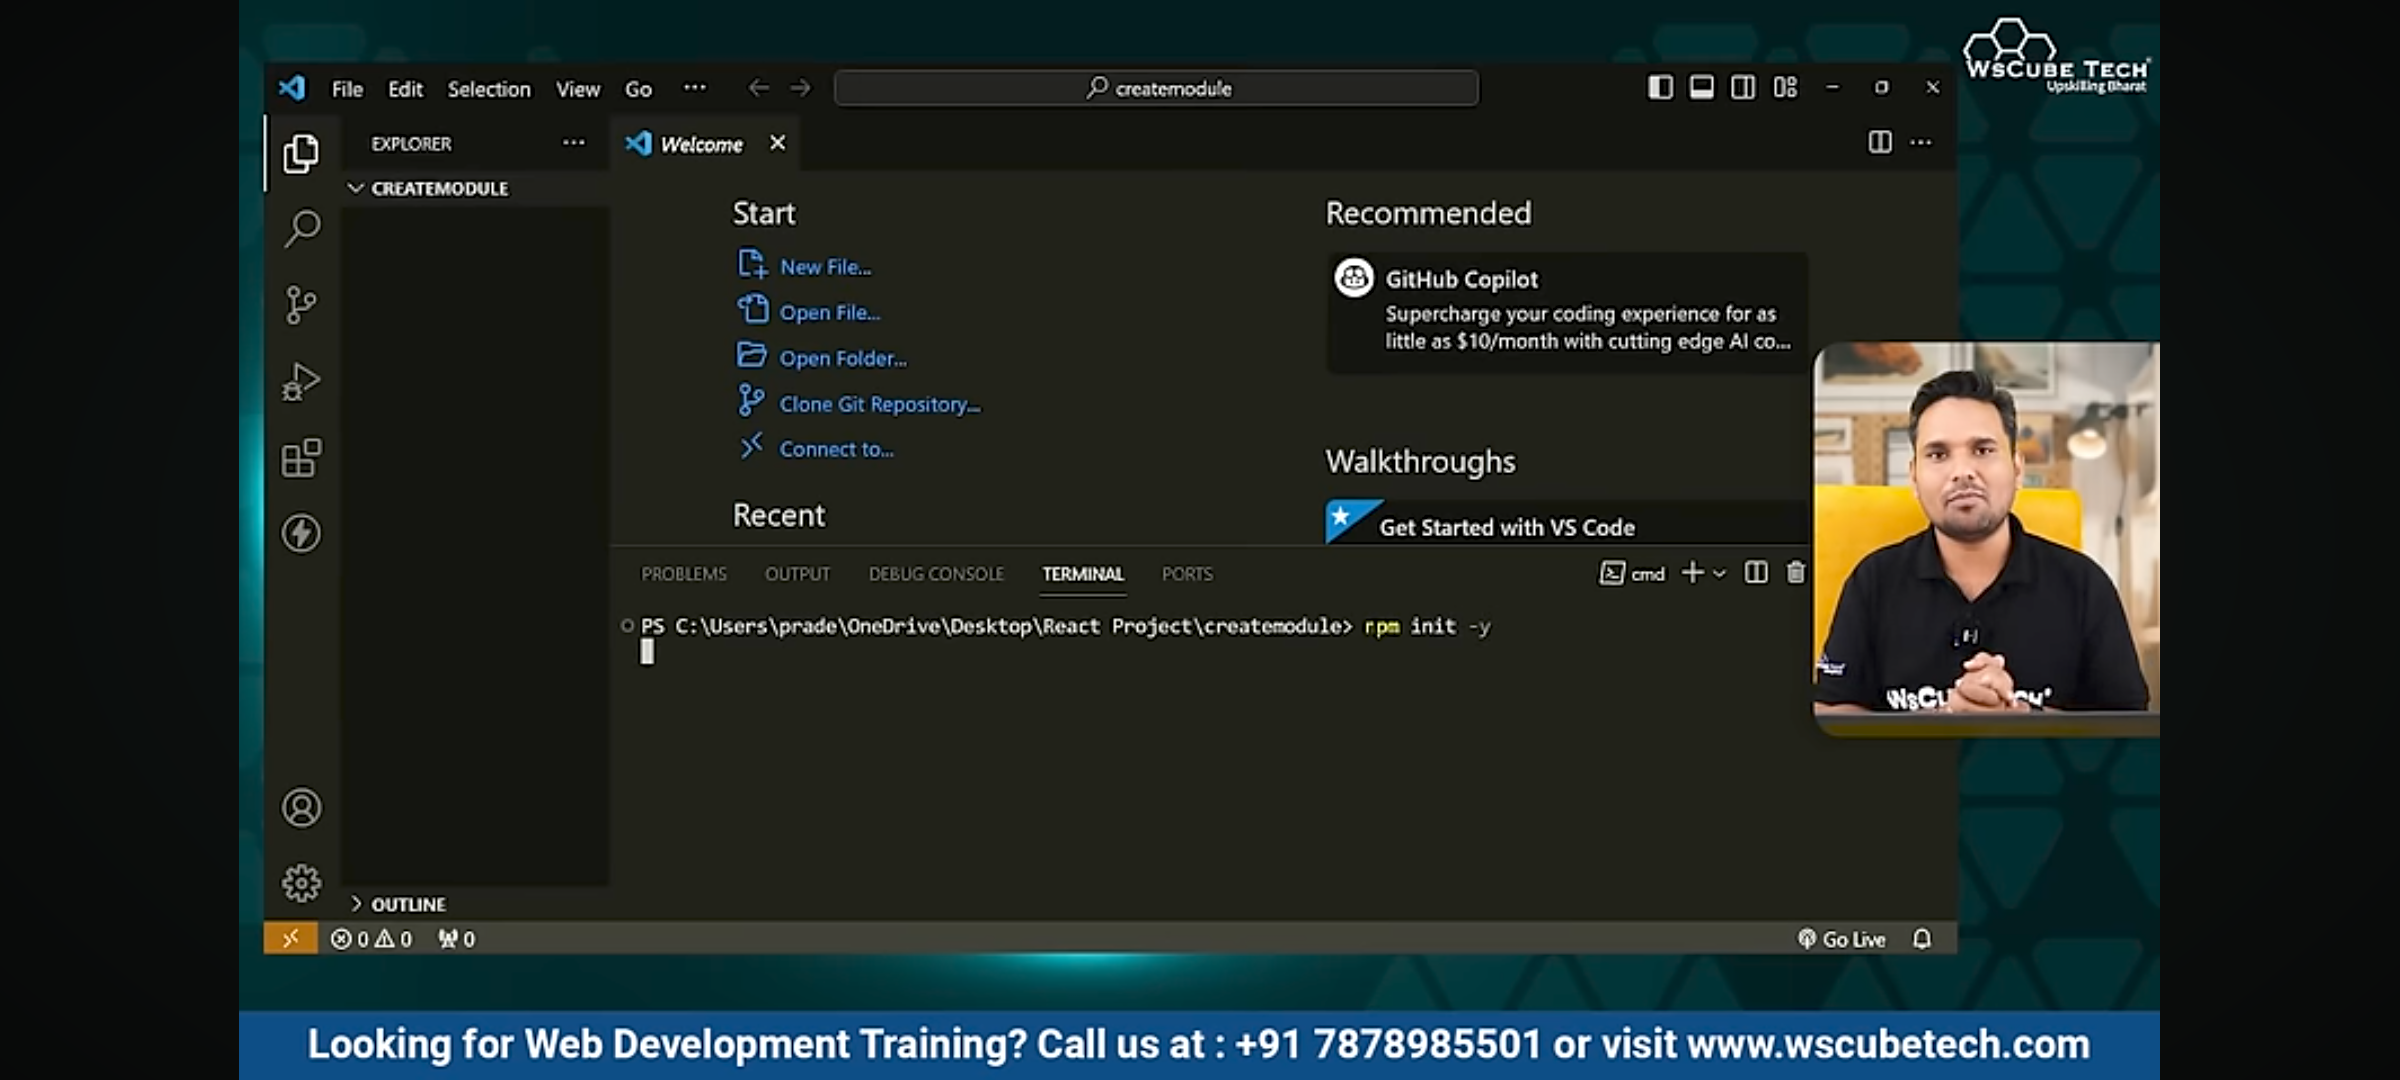 WsCUBE TECH
Upskilling Bharat
File Edit Selection View Go ··· createmodule
EXPLORER ··· Welcome
CREATEMODULE
Start
New File...
Open File...
Open Folder...
Clone Git Repository...
Connect to...
Recent
Recommended
GitHub Copilot
Supercharge your coding experience for as
little as $10/month with cutting edge AI co...
Walkthroughs
Get Started with VS Code
PROBLEMS OUTPUT DEBUG CONSOLE TERMINAL PORTS cmd
PS C:\Users\prade\OneDrive\Desktop\React Project\createmodule> rpm init -y
OUTLINE
0 0 0 Go Live
Looking for Web Development Training? Call us at : +91 7878985501 or visit www.wscubetech.com